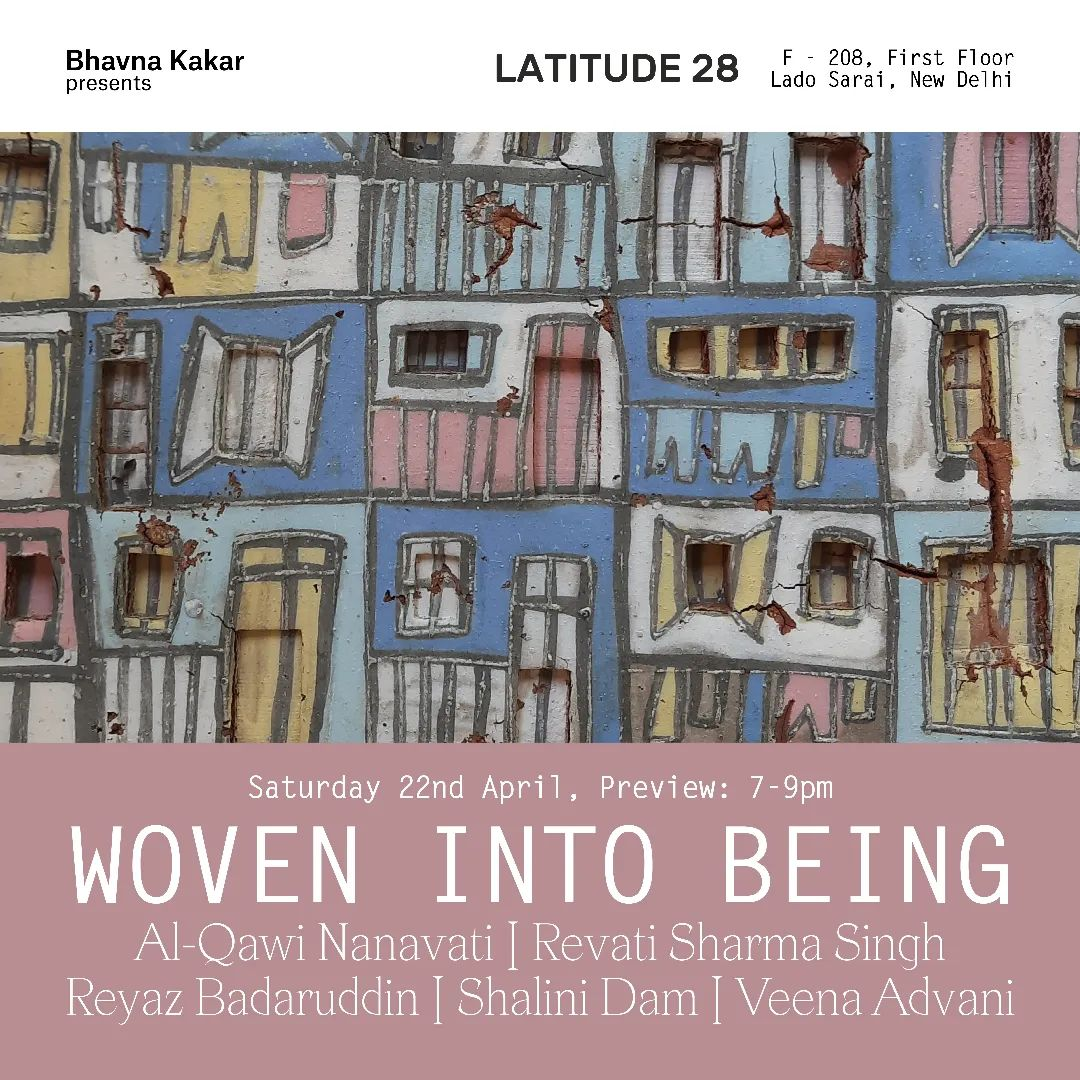 Bhavna Kakar
presents
LATITUDE 28
F - 208, First Floor
Lado Sarai, New Delhi
Saturday 22nd April, Preview: 7-9pm
WOVEN INTO BEING
Al-Qawi Nanavati | Revati Sharma Singh
Reyaz Badaruddin | Shalini Dam | Veena Advani